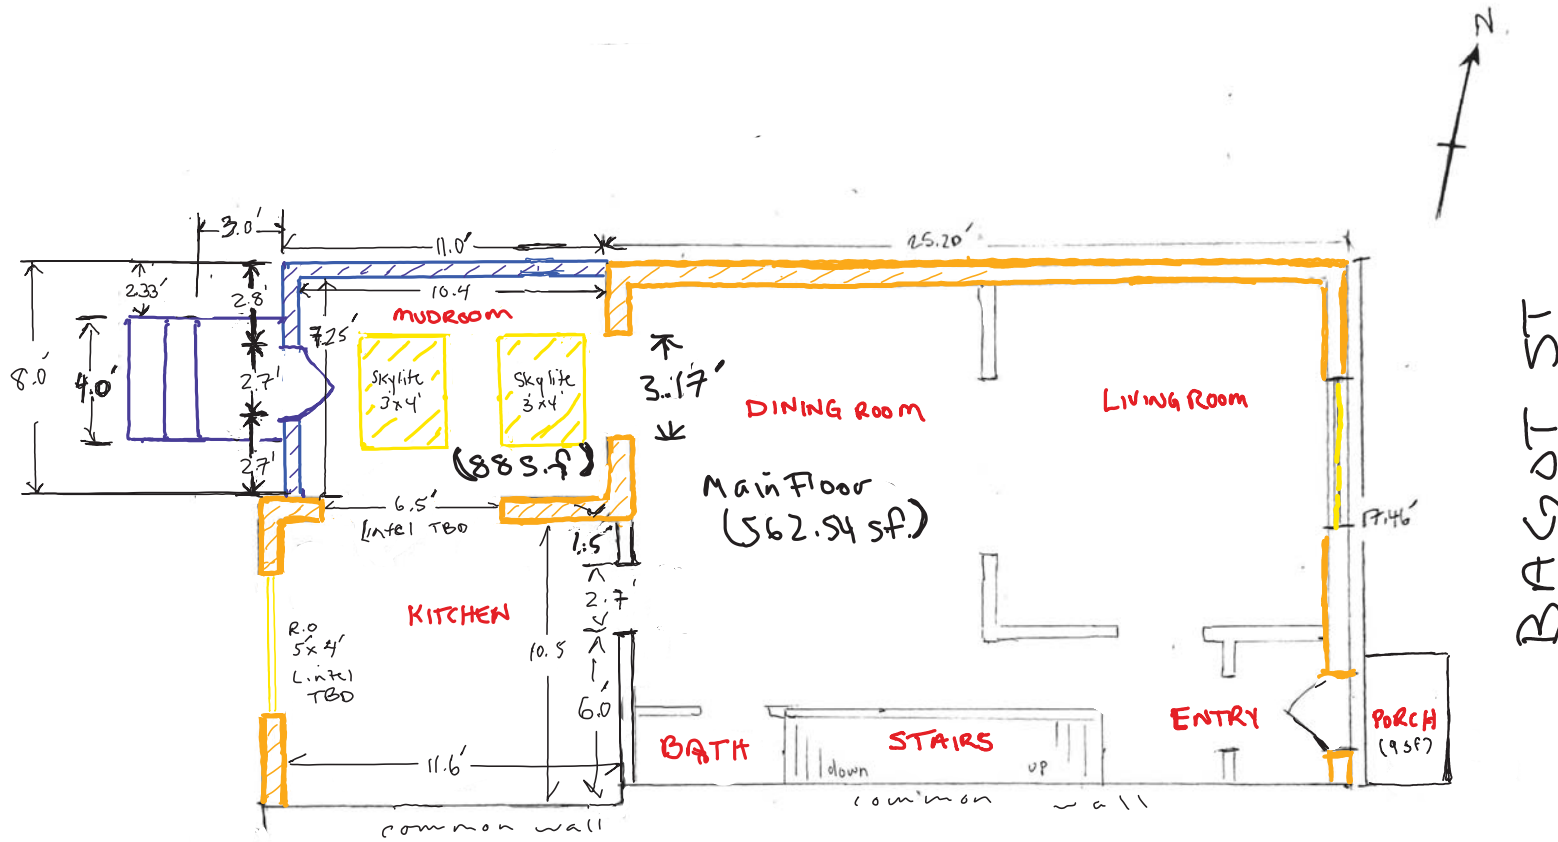 N
3.0'
11.0'
25.20'
2.33'
2.8'
10.4
MUDROOM
7.25'
8.0'
4.0'
2.7'
Skylite
3'x4'
Skylite
3'x4'
3.17'
DINING ROOM
LIVING ROOM
BAGOT ST
2.7'
(88 s.f)
6.5'
Lintel TBD
Main Floor
(562.54 sf.)
17.46'
1.5'
2.7'
KITCHEN
R.O
5'x4'
Lintel
TBD
10.5
6.0'
11.6'
BATH
STAIRS
ENTRY
PORCH
(9 sf)
down
up
common wall
common wall